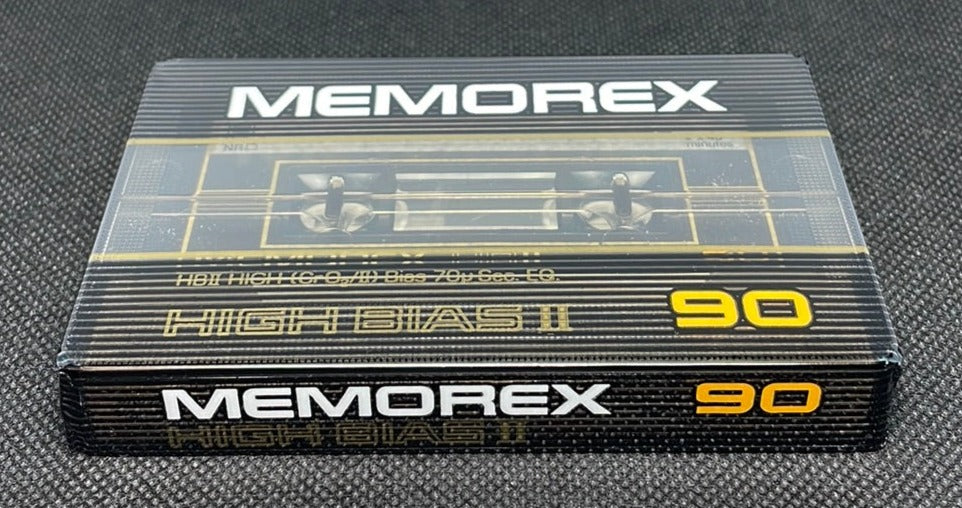 MEMOREX
HBII HIGH (CrO₂/II) Bias 70µ Sec. EQ.
HIGH BIAS II
90
MEMOREX
90
HIGH BIAS II